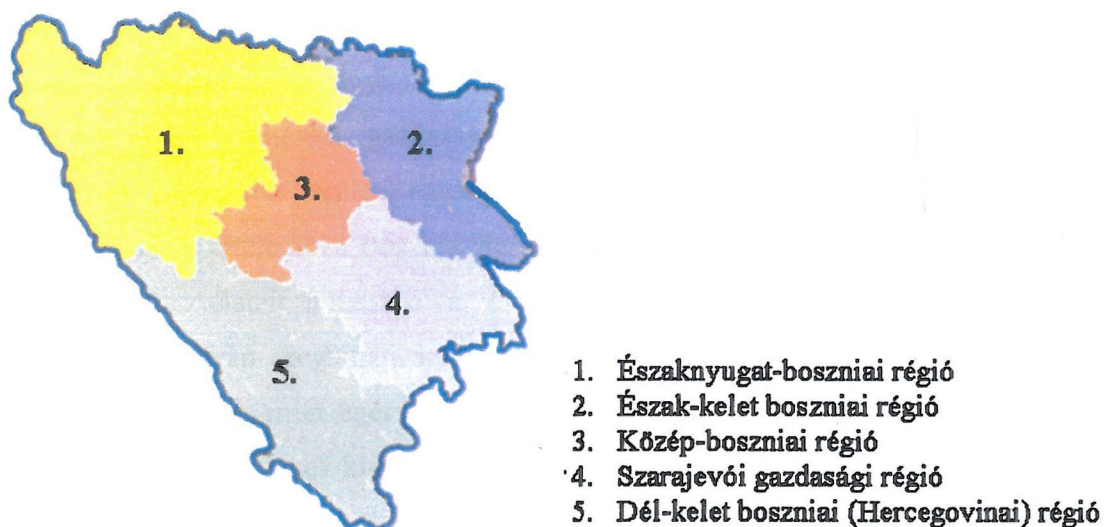 1.
2.
3.
4.
5.
1. Északnyugat-boszniai régió
2. Észak-kelet boszniai régió
3. Közép-boszniai régió
4. Szarajevói gazdasági régió
5. Dél-kelet boszniai (Hercegovinai) régió